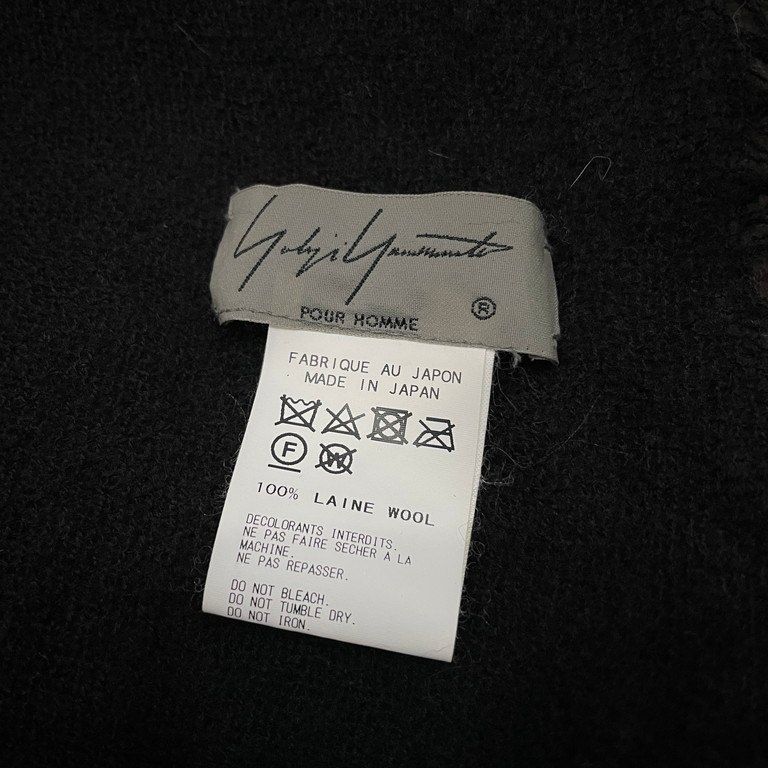 Yohji Yamamoto
POUR HOMME ®
FABRIQUE AU JAPON
MADE IN JAPAN
F W
100% LAINE WOOL
DECOLORANTS INTERDITS.
NE PAS FAIRE SECHER A LA
MACHINE.
NE PAS REPASSER.
DO NOT BLEACH.
DO NOT TUMBLE DRY.
DO NOT IRON.